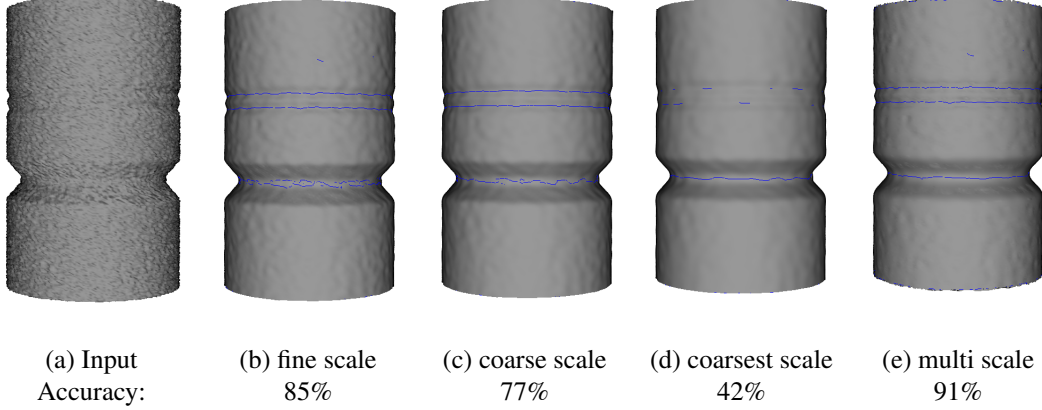 (a) Input (b) fine scale (c) coarse scale (d) coarsest scale (e) multi scale
Accuracy: 85% 77% 42% 91%